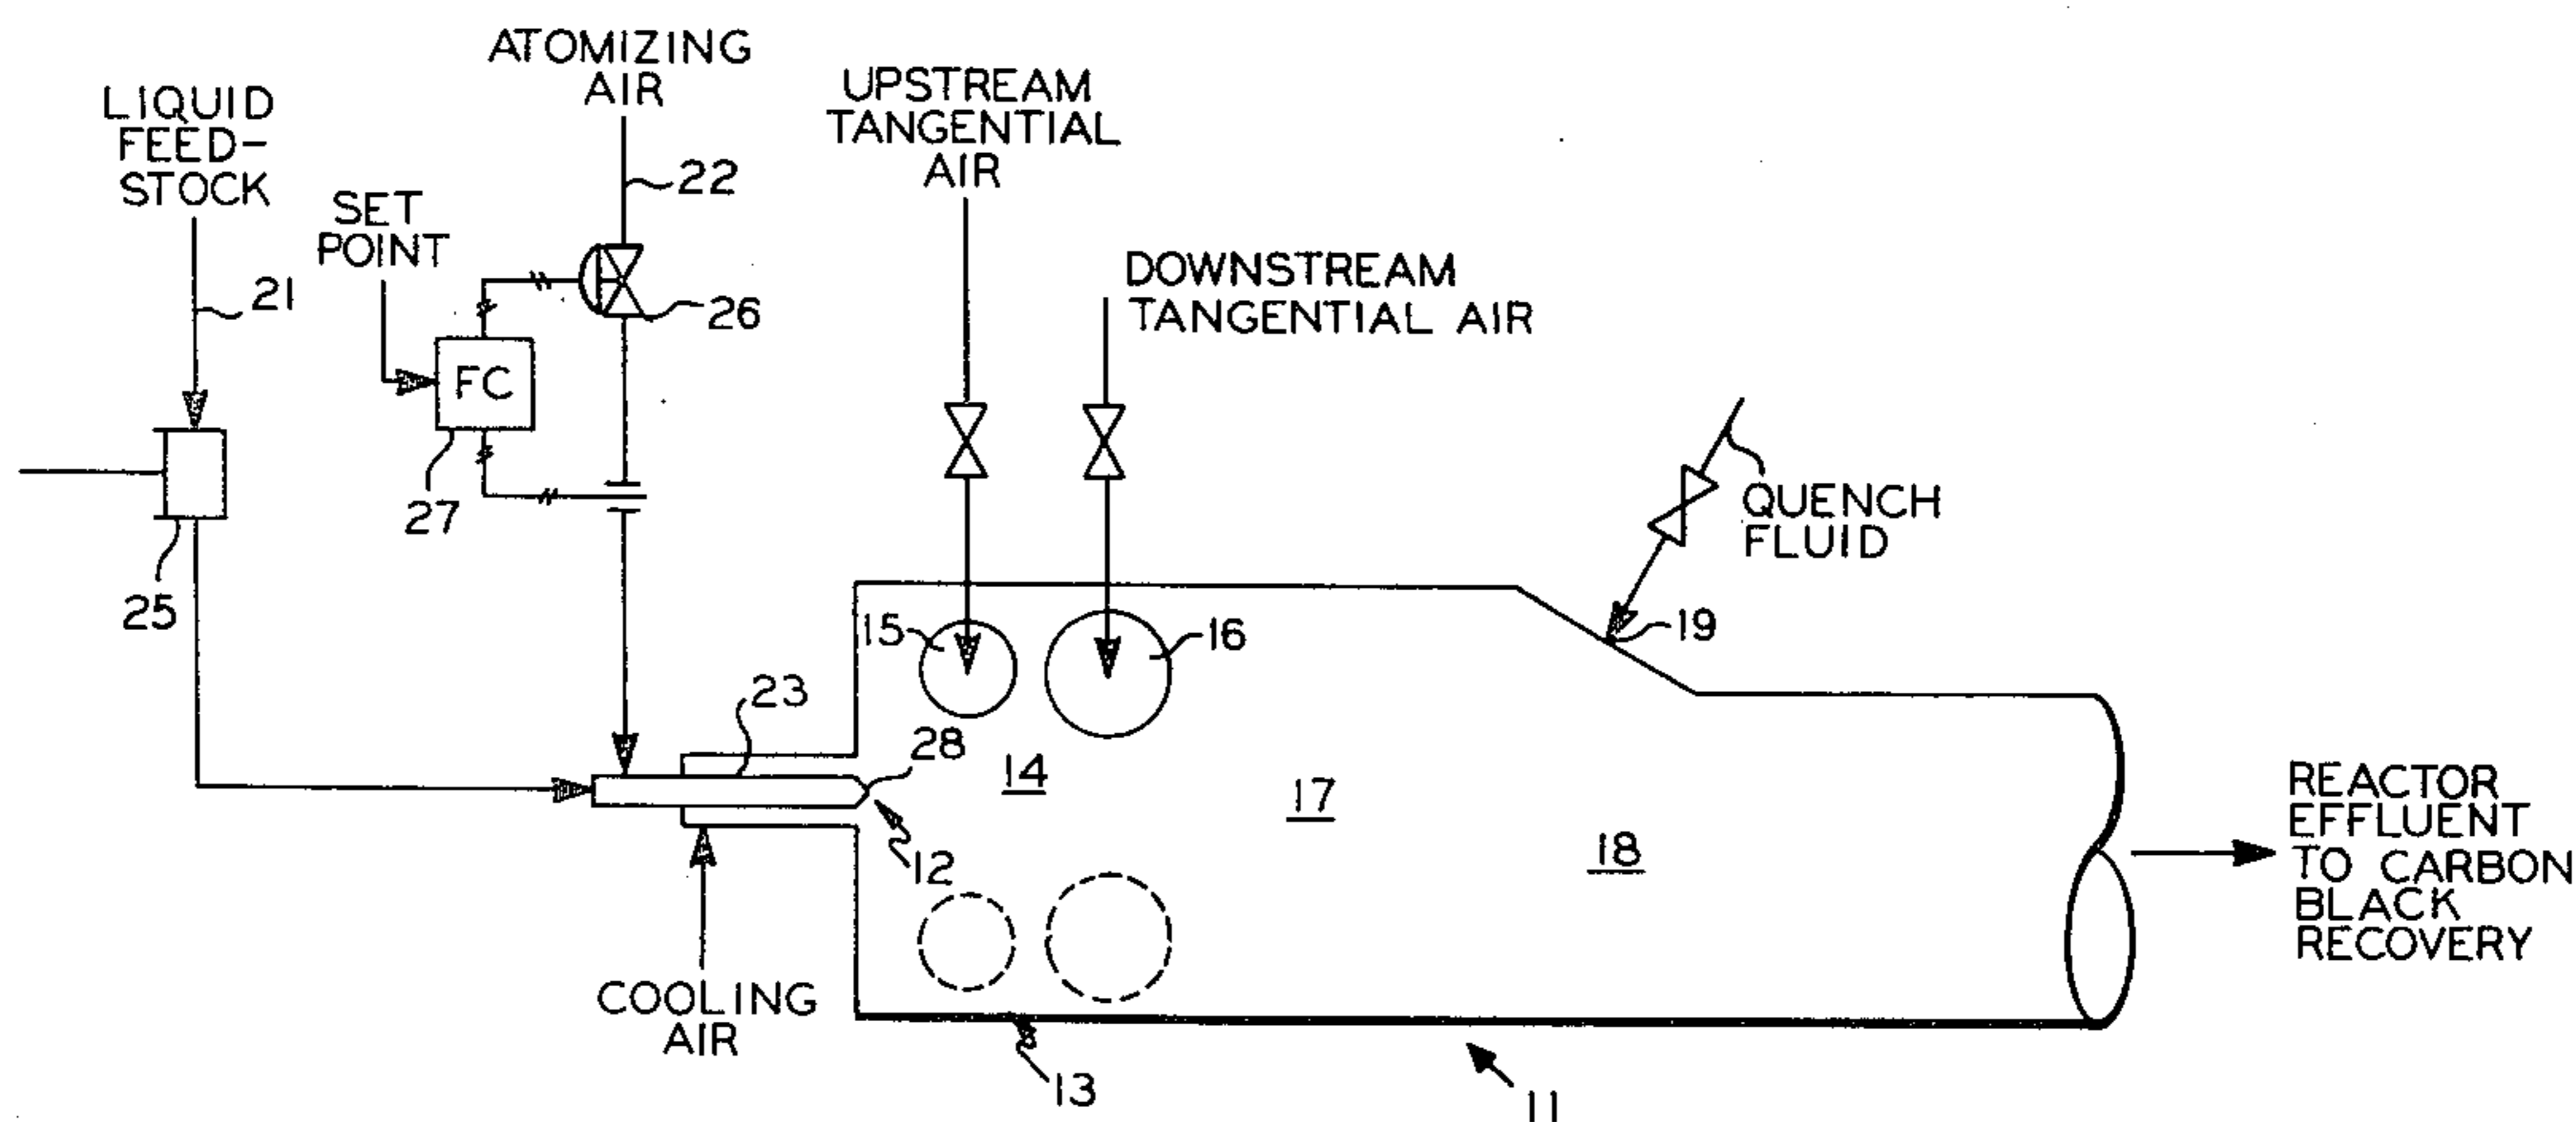 ATOMIZING
AIR
LIQUID
FEED-
STOCK
UPSTREAM
TANGENTIAL
AIR
22
SET
POINT
21
DOWNSTREAM
TANGENTIAL AIR
26
FC
27
QUENCH
FLUID
25
15
16
19
23
28
14
17
18
12
REACTOR
EFFLUENT
TO CARBON
BLACK
RECOVERY
COOLING
AIR
13
11